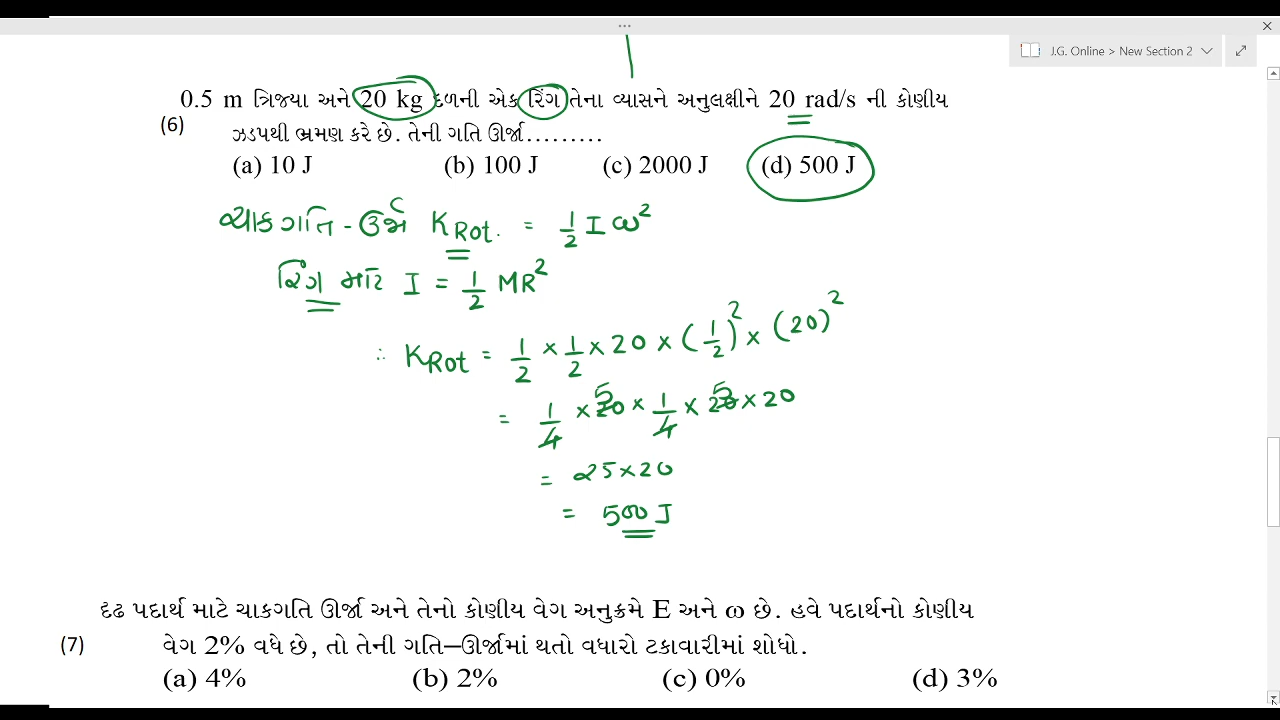 J.G. Online > New Section 2
0.5 m ત્રિજ્યા અને 20 kg દળની એક રિંગ તેના વ્યાસને અનુલક્ષીને 20 rad/s ની કોણીય
(6) ઝડપથી ભ્રમણ કરે છે. તેની ગતિ ઊર્જા.........
(a) 10 J (b) 100 J (c) 2000 J (d) 500 J
ચાકગતિ - ઉર્જા K_Rot. = 1/2 I ω²
રિંગ માટે I = 1/2 MR²
∴ K_Rot = 1/2 × 1/2 × 20 × (1/2)² × (20)²
= 1/4 × 20 5 × 1/4 × 20 5 × 20
= 25 × 20
= 500 J
દૃઢ પદાર્થ માટે ચાકગતિ ઊર્જા અને તેનો કોણીય વેગ અનુક્રમે E અને ω છે. હવે પદાર્થનો કોણીય
(7) વેગ 2% વધે છે, તો તેની ગતિ–ઊર્જામાં થતો વધારો ટકાવારીમાં શોધો.
(a) 4% (b) 2% (c) 0% (d) 3%